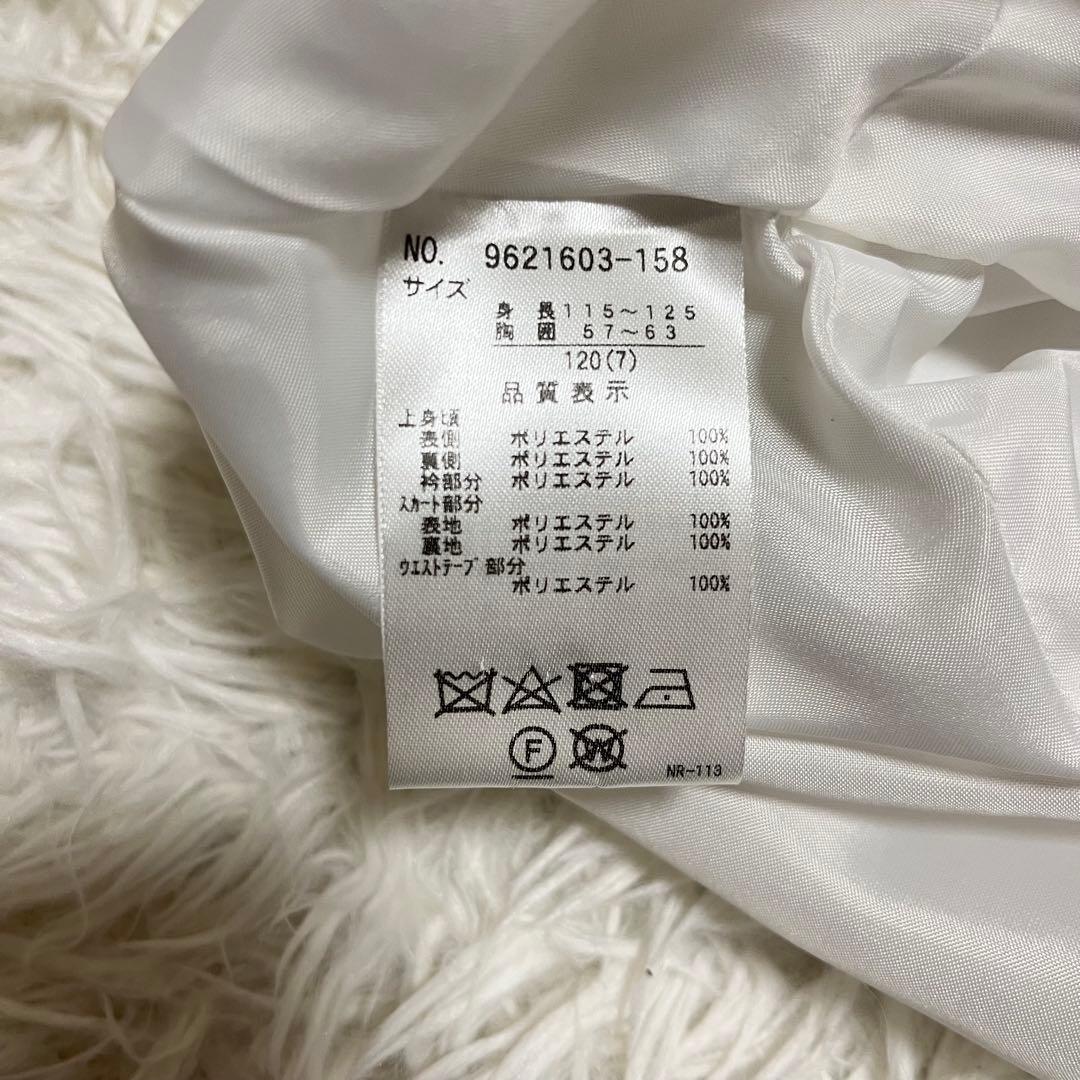 NO. 9621603-158
サイズ
身長 115～125
胸囲 57～63
120(7)
品質表示
上身頃
表側 ポリエステル 100%
裏側 ポリエステル 100%
衿部分 ポリエステル 100%
スカート部分
表地 ポリエステル 100%
裏地 ポリエステル 100%
ウエストテープ部分
ポリエステル 100%
F W
NR-113